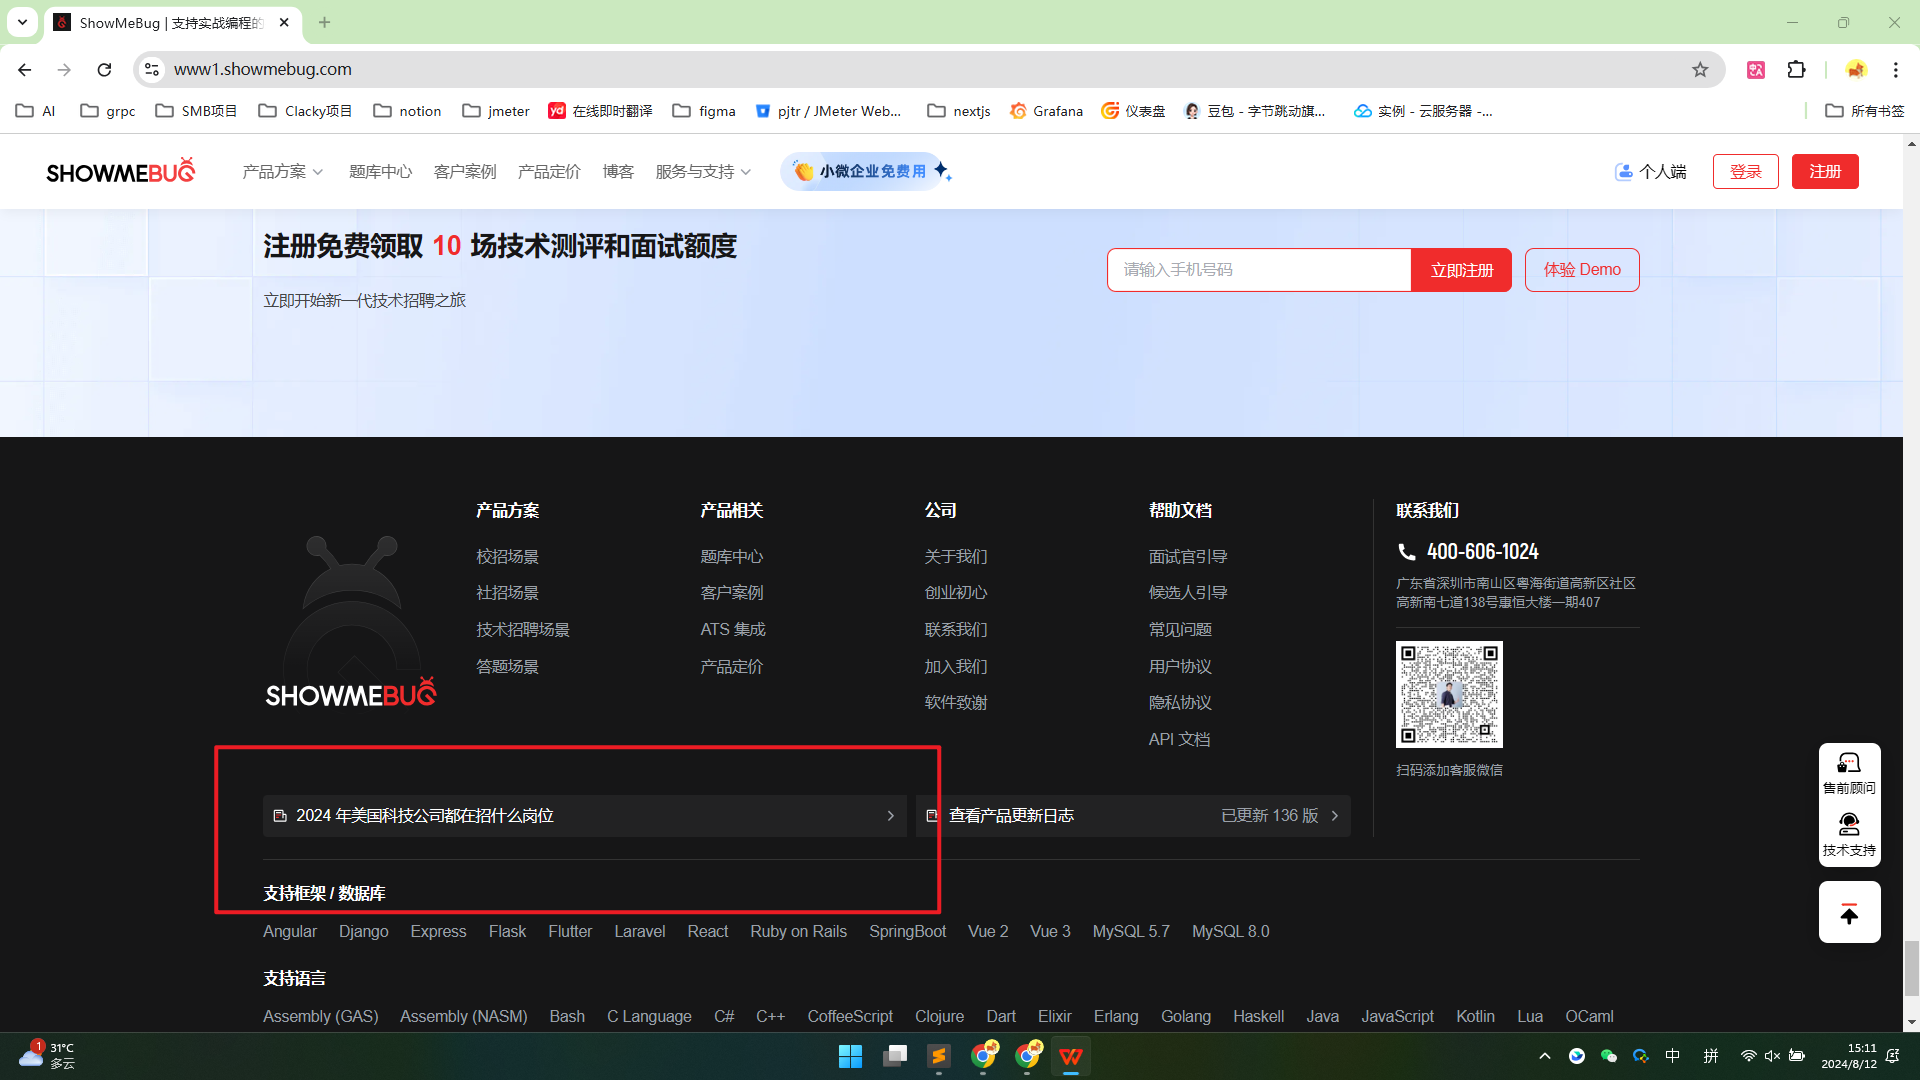 ShowMeBug | 支持实战编程的
www1.showmebug.com
AI grpc SMB项目 Clacky项目 notion jmeter 在线即时翻译 figma pjtr / JMeter Web... nextjs Grafana 仪表盘 豆包 - 字节跳动旗... 实例 - 云服务器 -... 所有书签
SHOWMEBUG 产品方案 题库中心 客户案例 产品定价 博客 服务与支持 小微企业免费用 个人端 登录 注册
注册免费领取 10 场技术测评和面试额度
请输入手机号码 立即注册 体验 Demo
立即开始新一代技术招聘之旅
产品方案 产品相关 公司 帮助文档 联系我们
400-606-1024
校招场景 题库中心 关于我们 面试官引导
广东省深圳市南山区粤海街道高新区社区
社招场景 客户案例 创业初心 候选人引导
高新南七道138号惠恒大楼一期407
技术招聘场景 ATS 集成 联系我们 常见问题
答题场景 产品定价 加入我们 用户协议
SHOWMEBUG
软件致谢 隐私协议
API 文档
扫码添加客服微信
售前顾问
2024 年美国科技公司都在招什么岗位 查看产品更新日志 已更新 136 版
技术支持
支持框架 / 数据库
Angular Django Express Flask Flutter Laravel React Ruby on Rails SpringBoot Vue 2 Vue 3 MySQL 5.7 MySQL 8.0
支持语言
Assembly (GAS) Assembly (NASM) Bash C Language C# C++ CoffeeScript Clojure Dart Elixir Erlang Golang Haskell Java JavaScript Kotlin Lua OCaml
1
31°C
多云
中 拼
15:11
2024/8/12